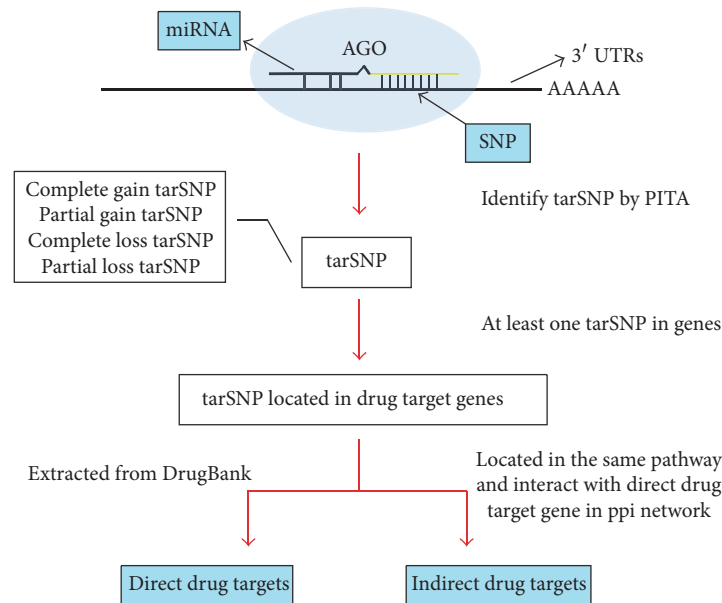 miRNA
AGO
3′ UTRs
AAAAA
SNP
Complete gain tarSNP
Partial gain tarSNP
Complete loss tarSNP
Partial loss tarSNP
Identify tarSNP by PITA
tarSNP
At least one tarSNP in genes
tarSNP located in drug target genes
Extracted from DrugBank
Located in the same pathway
and interact with direct drug
target gene in ppi network
Direct drug targets
Indirect drug targets